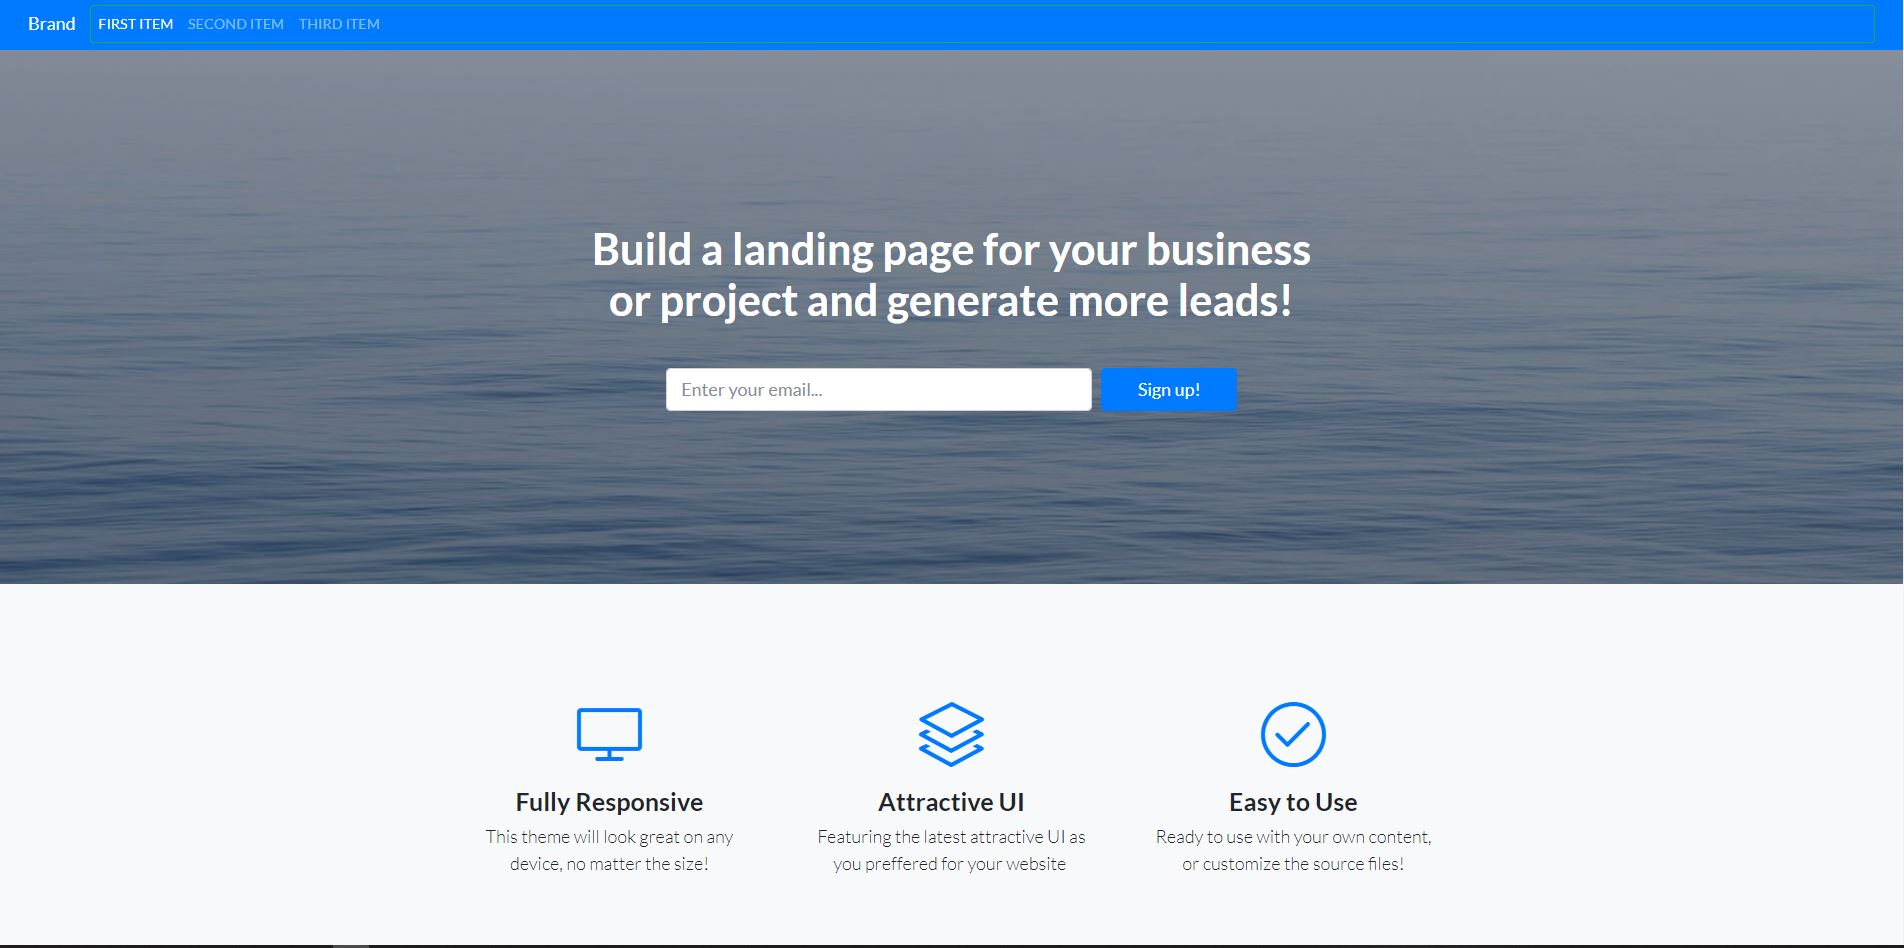 Brand FIRST ITEM SECOND ITEM THIRD ITEM
Build a landing page for your business
or project and generate more leads!
Enter your email... Sign up!
Fully Responsive
This theme will look great on any
device, no matter the size!
Attractive UI
Featuring the latest attractive UI as
you preffered for your website
Easy to Use
Ready to use with your own content,
or customize the source files!